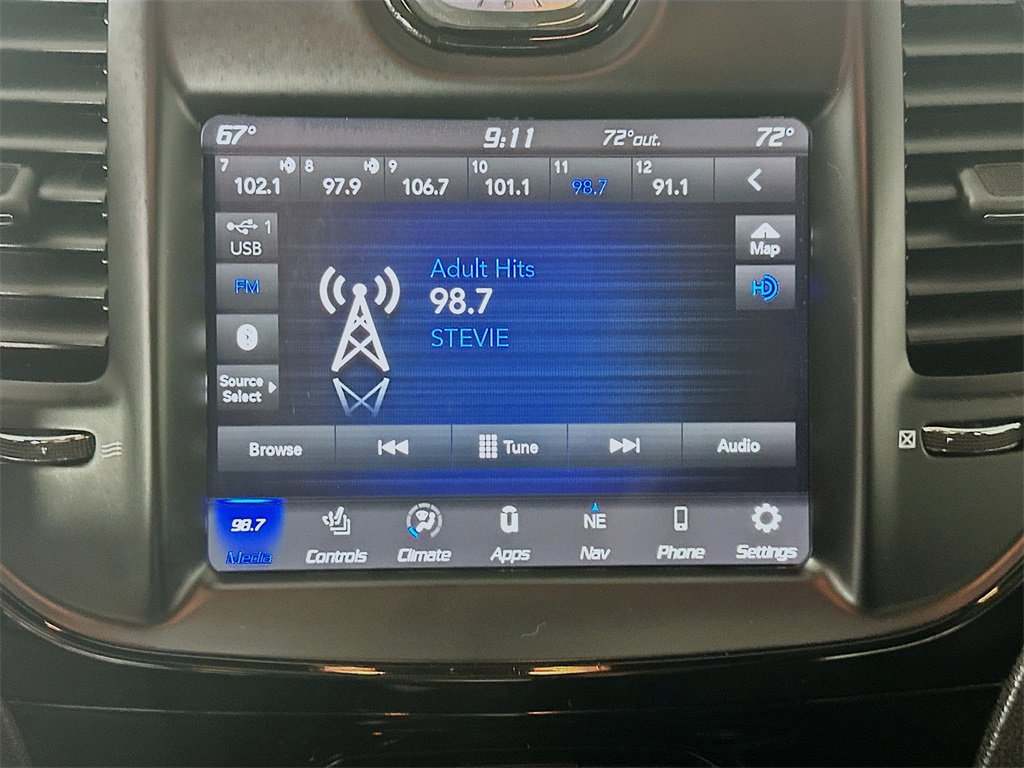 67° 9:11 72°out. 72°
7 8 9 10 11 12
102.1 97.9 106.7 101.1 98.7 91.1
1
USB
Map
FM
HD
Adult Hits
98.7
STEVIE
Source
Select
Browse Tune Audio
98.7 NE
Media Controls Climate Apps Nav Phone Settings